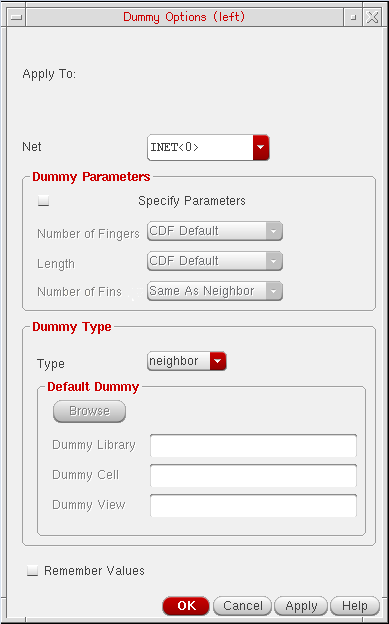 Dummy Options (left)
Apply To:
Net INET<0>
Dummy Parameters
Specify Parameters
Number of Fingers CDF Default
Length CDF Default
Number of Fins Same As Neighbor
Dummy Type
Type neighbor
Default Dummy
Browse
Dummy Library
Dummy Cell
Dummy View
Remember Values
OK Cancel Apply Help